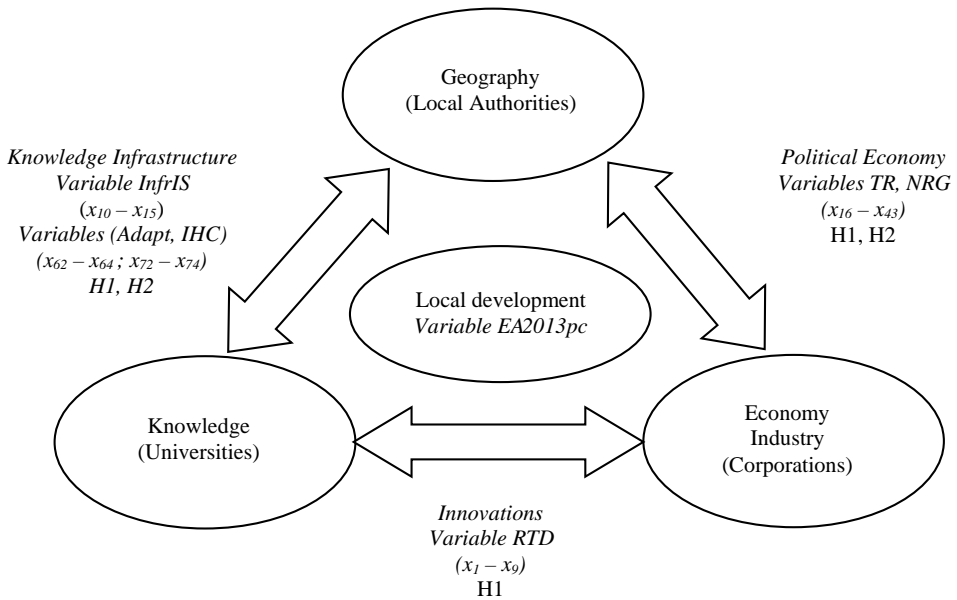 Geography
(Local Authorities)
Knowledge Infrastructure
Variable InfrIS
(x10 – x15)
Variables (Adapt, IHC)
(x62 – x64 ; x72 – x74)
H1, H2
Political Economy
Variables TR, NRG
(x16 – x43)
H1, H2
Local development
Variable EA2013pc
Knowledge
(Universities)
Economy
Industry
(Corporations)
Innovations
Variable RTD
(x1 – x9)
H1